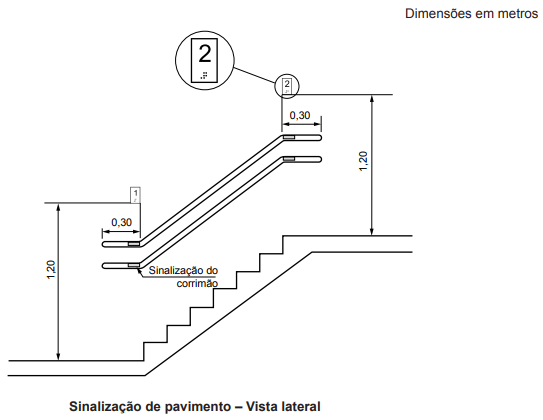 Dimensões em metros
2
2
0,30
1,20
1
0,30
1,20
Sinalização do
corrimão
Sinalização de pavimento – Vista lateral